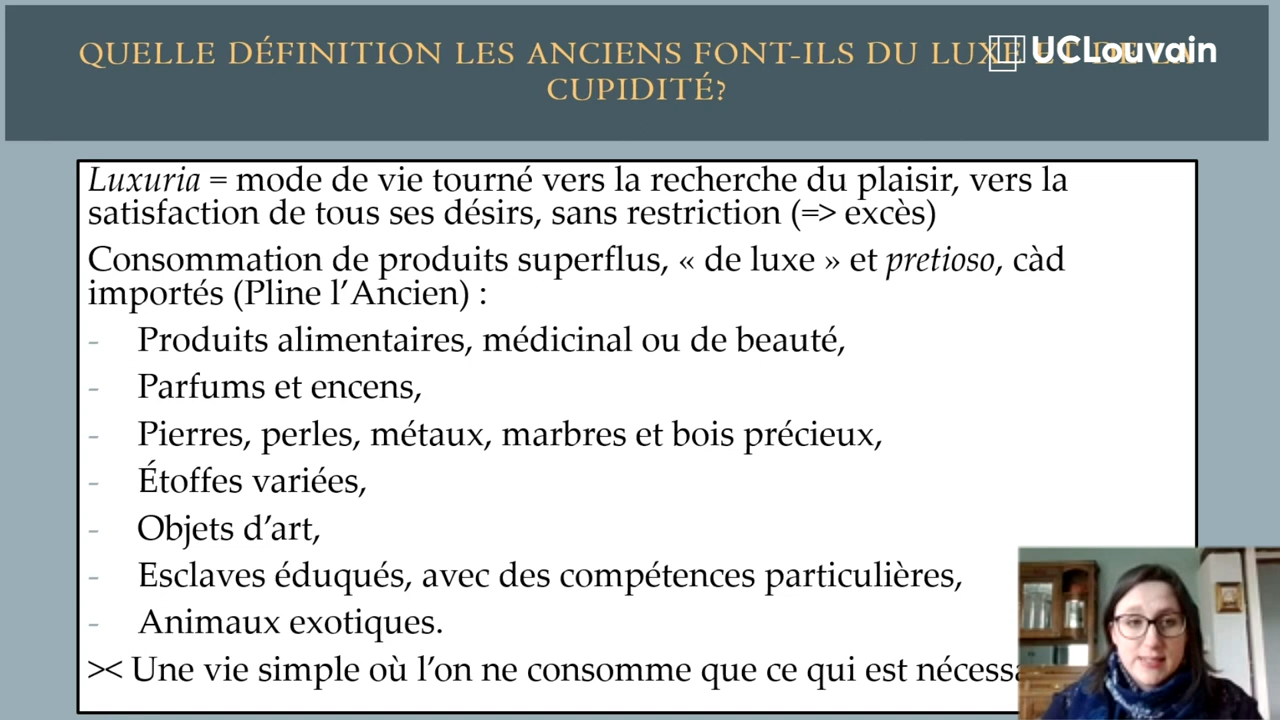 QUELLE DÉFINITION LES ANCIENS FONT-ILS DU LUXE ET DE LA
CUPIDITÉ?
UCLouvain
Luxuria = mode de vie tourné vers la recherche du plaisir, vers la
satisfaction de tous ses désirs, sans restriction (=> excès)
Consommation de produits superflus, « de luxe » et pretioso, càd
importés (Pline l’Ancien) :
- Produits alimentaires, médicinal ou de beauté,
- Parfums et encens,
- Pierres, perles, métaux, marbres et bois précieux,
- Étoffes variées,
- Objets d’art,
- Esclaves éduqués, avec des compétences particulières,
- Animaux exotiques.
>< Une vie simple où l’on ne consomme que ce qui est